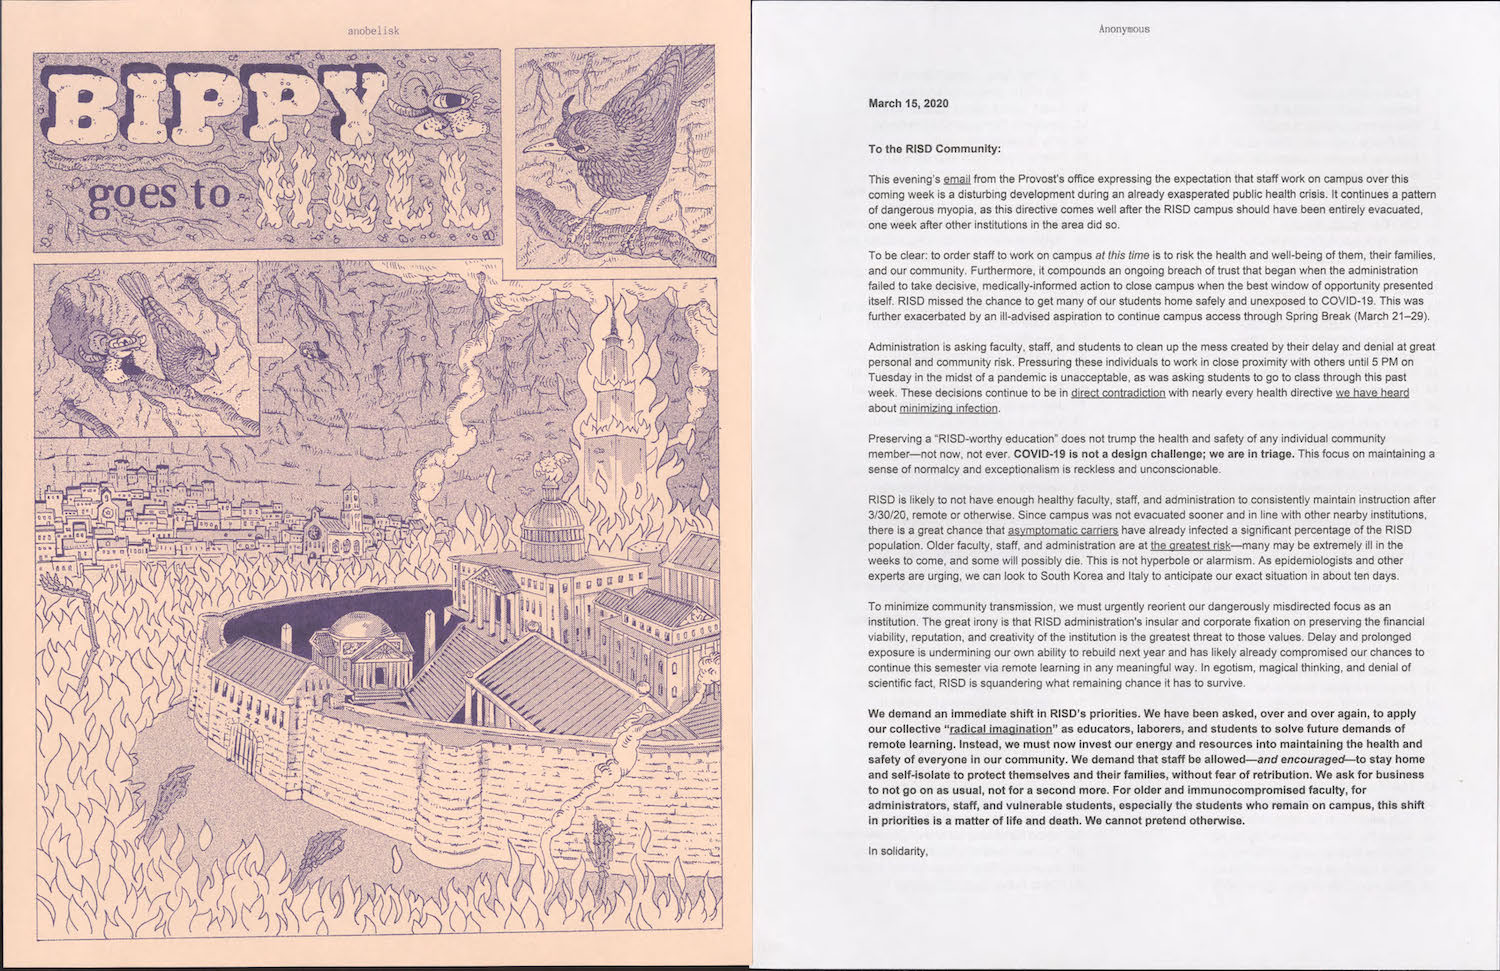 anobelisk
BIPPY
goes to HELL
Anonymous
March 15, 2020
To the RISD Community:
This evening's email from the Provost's office expressing the expectation that staff work on campus over this
coming week is a disturbing development during an already exasperated public health crisis. It continues a pattern
of dangerous myopia, as this directive comes well after the RISD campus should have been entirely evacuated,
one week after other institutions in the area did so.
To be clear: to order staff to work on campus at this time is to risk the health and well-being of them, their families,
and our community. Furthermore, it compounds an ongoing breach of trust that began when the administration
failed to take decisive, medically-informed action to close campus when the best window of opportunity presented
itself. RISD missed the chance to get many of our students home safely and unexposed to COVID-19. This was
further exacerbated by an ill-advised aspiration to continue campus access through Spring Break (March 21–29).
Administration is asking faculty, staff, and students to clean up the mess created by their delay and denial at great
personal and community risk. Pressuring these individuals to work in close proximity with others until 5 PM on
Tuesday in the midst of a pandemic is unacceptable, as was asking students to go to class through this past
week. These decisions continue to be in direct contradiction with nearly every health directive we have heard
about minimizing infection.
Preserving a “RISD-worthy education” does not trump the health and safety of any individual community
member—not now, not ever. COVID-19 is not a design challenge; we are in triage. This focus on maintaining a
sense of normalcy and exceptionalism is reckless and unconscionable.
RISD is likely to not have enough healthy faculty, staff, and administration to consistently maintain instruction after
3/30/20, remote or otherwise. Since campus was not evacuated sooner and in line with other nearby institutions,
there is a great chance that asymptomatic carriers have already infected a significant percentage of the RISD
population. Older faculty, staff, and administration are at the greatest risk—many may be extremely ill in the
weeks to come, and some will possibly die. This is not hyperbole or alarmism. As epidemiologists and other
experts are urging, we can look to South Korea and Italy to anticipate our exact situation in about ten days.
To minimize community transmission, we must urgently reorient our dangerously misdirected focus as an
institution. The great irony is that RISD administration's insular and corporate fixation on preserving the financial
viability, reputation, and creativity of the institution is the greatest threat to those values. Delay and prolonged
exposure is undermining our own ability to rebuild next year and has likely already compromised our chances to
continue this semester via remote learning in any meaningful way. In egotism, magical thinking, and denial of
scientific fact, RISD is squandering what remaining chance it has to survive.
We demand an immediate shift in RISD's priorities. We have been asked, over and over again, to apply
our collective “radical imagination” as educators, laborers, and students to solve future demands of
remote learning. Instead, we must now invest our energy and resources into maintaining the health and
safety of everyone in our community. We demand that staff be allowed—and encouraged—to stay home
and self-isolate to protect themselves and their families, without fear of retribution. We ask for business
to not go on as usual, not for a second more. For older and immunocompromised faculty, for
administrators, staff, and vulnerable students, especially the students who remain on campus, this shift
in priorities is a matter of life and death. We cannot pretend otherwise.
In solidarity,